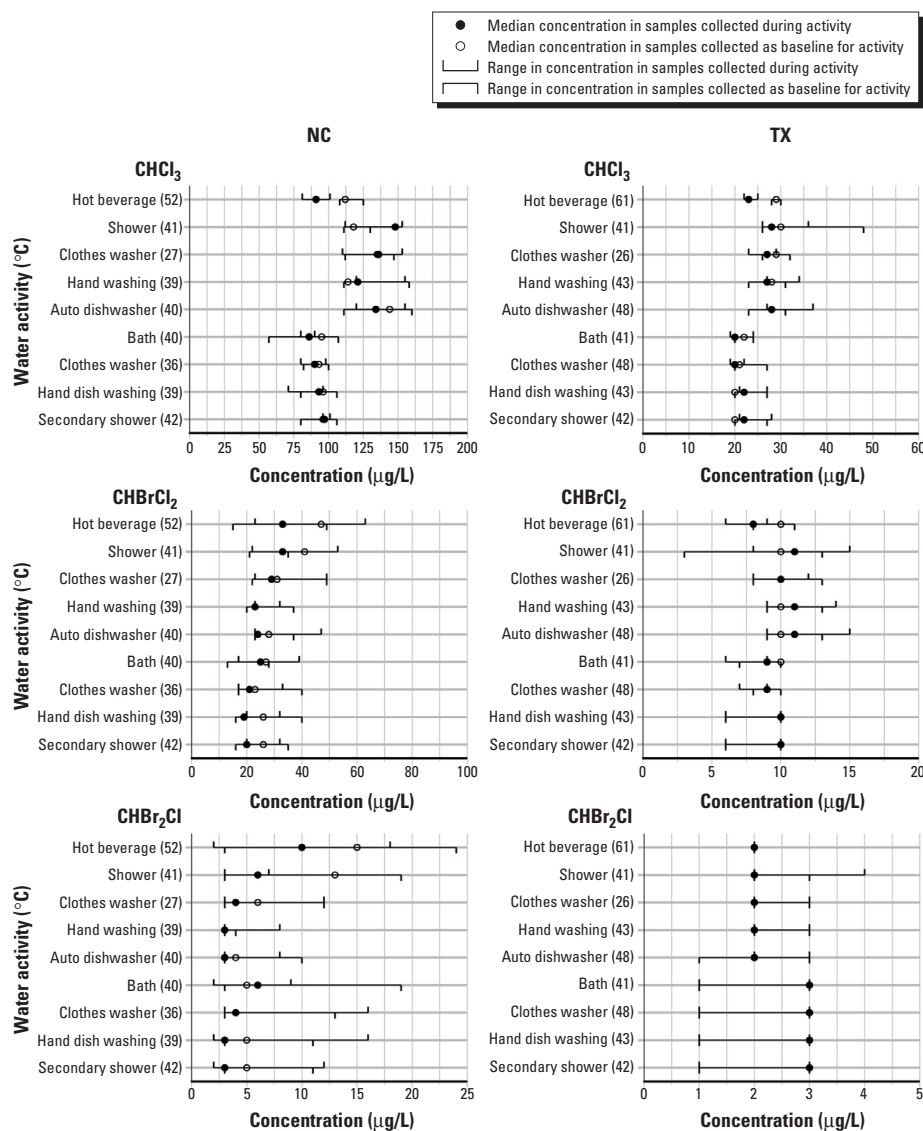 Median concentration in samples collected during activity
Median concentration in samples collected as baseline for activity
Range in concentration in samples collected during activity
Range in concentration in samples collected as baseline for activity
NC
CHCl₃
Water activity (°C)
Hot beverage (52)
Shower (41)
Clothes washer (27)
Hand washing (39)
Auto dishwasher (40)
Bath (40)
Clothes washer (36)
Hand dish washing (39)
Secondary shower (42)
0 25 50 75 100 125 150 175 200
Concentration (µg/L)
TX
CHCl₃
Hot beverage (61)
Shower (41)
Clothes washer (26)
Hand washing (43)
Auto dishwasher (48)
Bath (41)
Clothes washer (48)
Hand dish washing (43)
Secondary shower (42)
0 10 20 30 40 50 60
Concentration (µg/L)
CHBrCl₂
Water activity (°C)
Hot beverage (52)
Shower (41)
Clothes washer (27)
Hand washing (39)
Auto dishwasher (40)
Bath (40)
Clothes washer (36)
Hand dish washing (39)
Secondary shower (42)
0 20 40 60 80 100
Concentration (µg/L)
CHBrCl₂
Hot beverage (61)
Shower (41)
Clothes washer (26)
Hand washing (43)
Auto dishwasher (48)
Bath (41)
Clothes washer (48)
Hand dish washing (43)
Secondary shower (42)
0 5 10 15 20
Concentration (µg/L)
CHBr₂Cl
Water activity (°C)
Hot beverage (52)
Shower (41)
Clothes washer (27)
Hand washing (39)
Auto dishwasher (40)
Bath (40)
Clothes washer (36)
Hand dish washing (39)
Secondary shower (42)
0 5 10 15 20 25
Concentration (µg/L)
CHBr₂Cl
Hot beverage (61)
Shower (41)
Clothes washer (26)
Hand washing (43)
Auto dishwasher (48)
Bath (41)
Clothes washer (48)
Hand dish washing (43)
Secondary shower (42)
0 1 2 3 4 5
Concentration (µg/L)